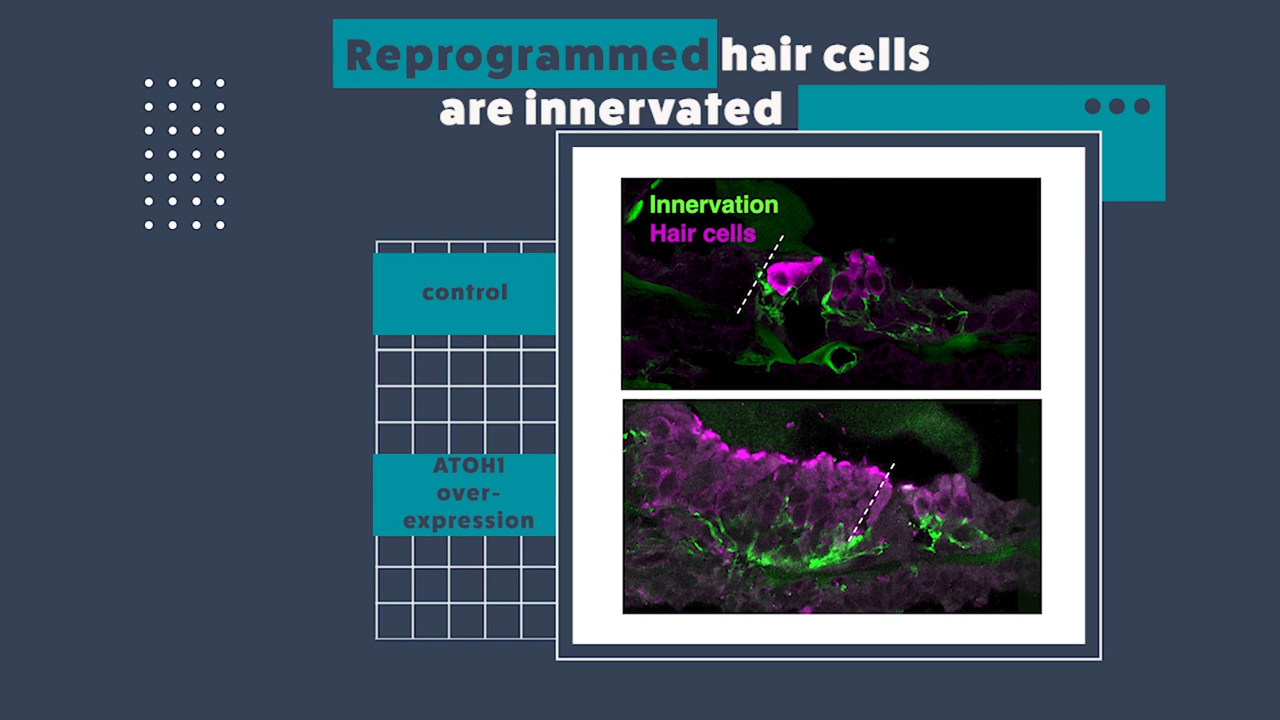 Reprogrammed hair cells
are innervated
Innervation
Hair cells
control
ATOH1
over-
expression